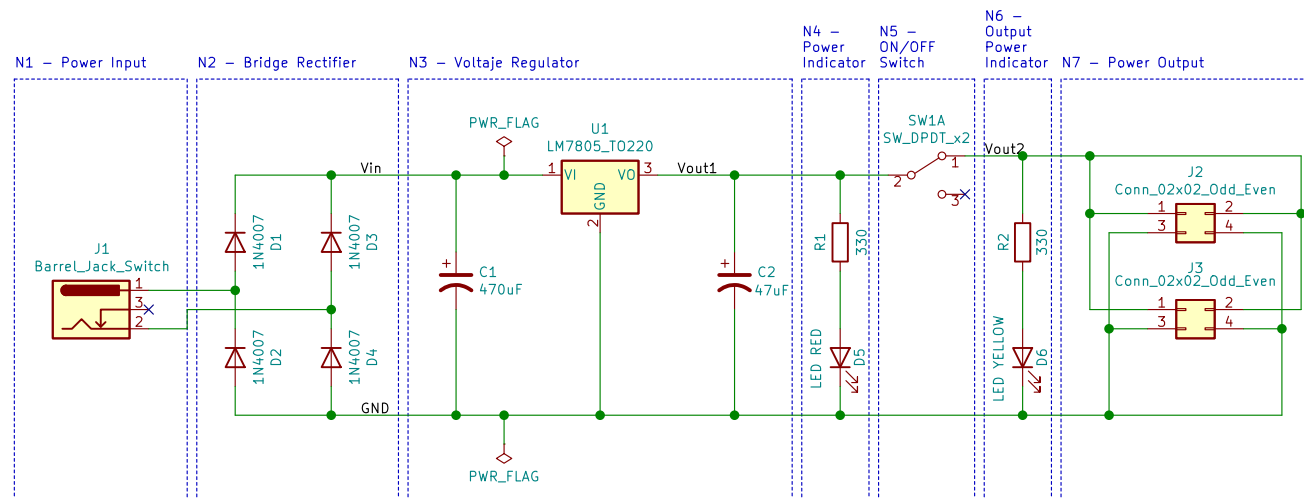 N1 - Power Input
N2 - Bridge Rectifier
N3 - Voltaje Regulator
N4 -
Power
Indicator
N5 -
ON/OFF
Switch
N6 -
Output
Power
Indicator
N7 - Power Output
J1
Barrel_Jack_Switch
1
3
2
1N4007
D1
1N4007
D3
1N4007
D2
1N4007
D4
Vin
GND
PWR_FLAG
PWR_FLAG
+
C1
470uF
U1
LM7805_TO220
1
VI
VO
3
GND
2
Vout1
+
C2
47uF
R1
330
LED RED
D5
SW1A
SW_DPDT_x2
1
2
3
Vout2
R2
330
LED YELLOW
D6
J2
Conn_02x02_Odd_Even
1
2
3
4
J3
Conn_02x02_Odd_Even
1
2
3
4